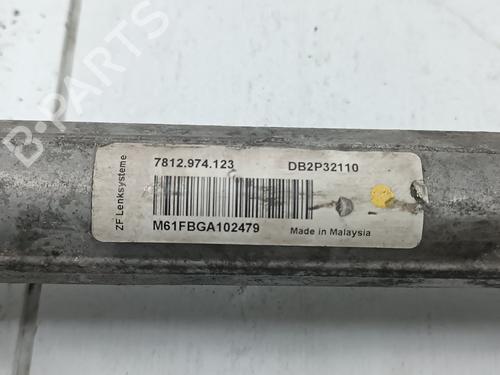 B-PARTS
ZF Lenksysteme
7812.974.123 DB2P32110
M61FBGA102479 Made in Malaysia